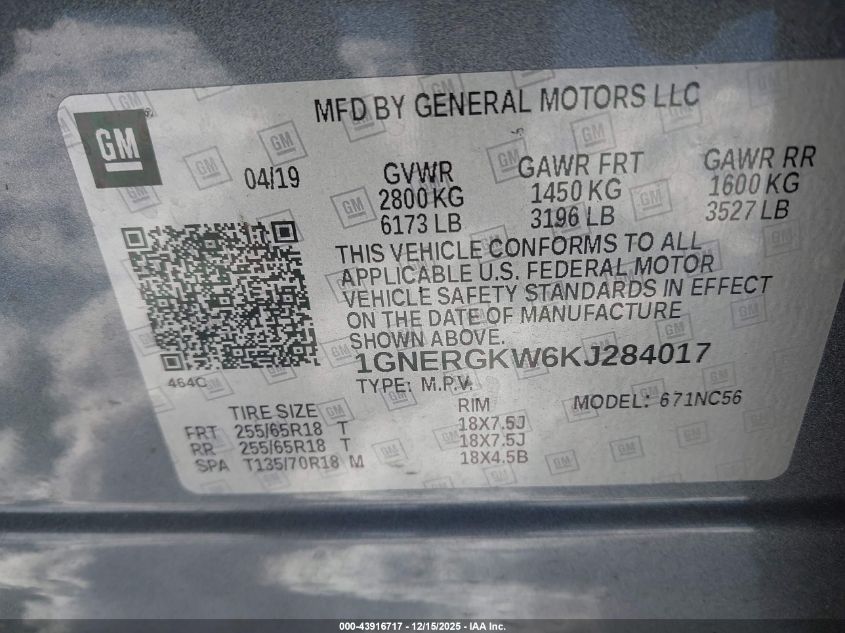 GM
MFD BY GENERAL MOTORS LLC
04/19
GVWR
2800 KG
6173 LB
GAWR FRT
1450 KG
3196 LB
GAWR RR
1600 KG
3527 LB
THIS VEHICLE CONFORMS TO ALL
APPLICABLE U.S. FEDERAL MOTOR
VEHICLE SAFETY STANDARDS IN EFFECT
ON THE DATE OF MANUFACTURE
SHOWN ABOVE.
1GNERGKW6KJ284017
464C
TYPE: M.P.V.
MODEL: 671NC56
TIRE SIZE RIM
FRT 255/65R18 T 18X7.5J
RR 255/65R18 T 18X7.5J
SPA T135/70R18 M 18X4.5B
000-43916717 - 12/15/2025 - IAA Inc.